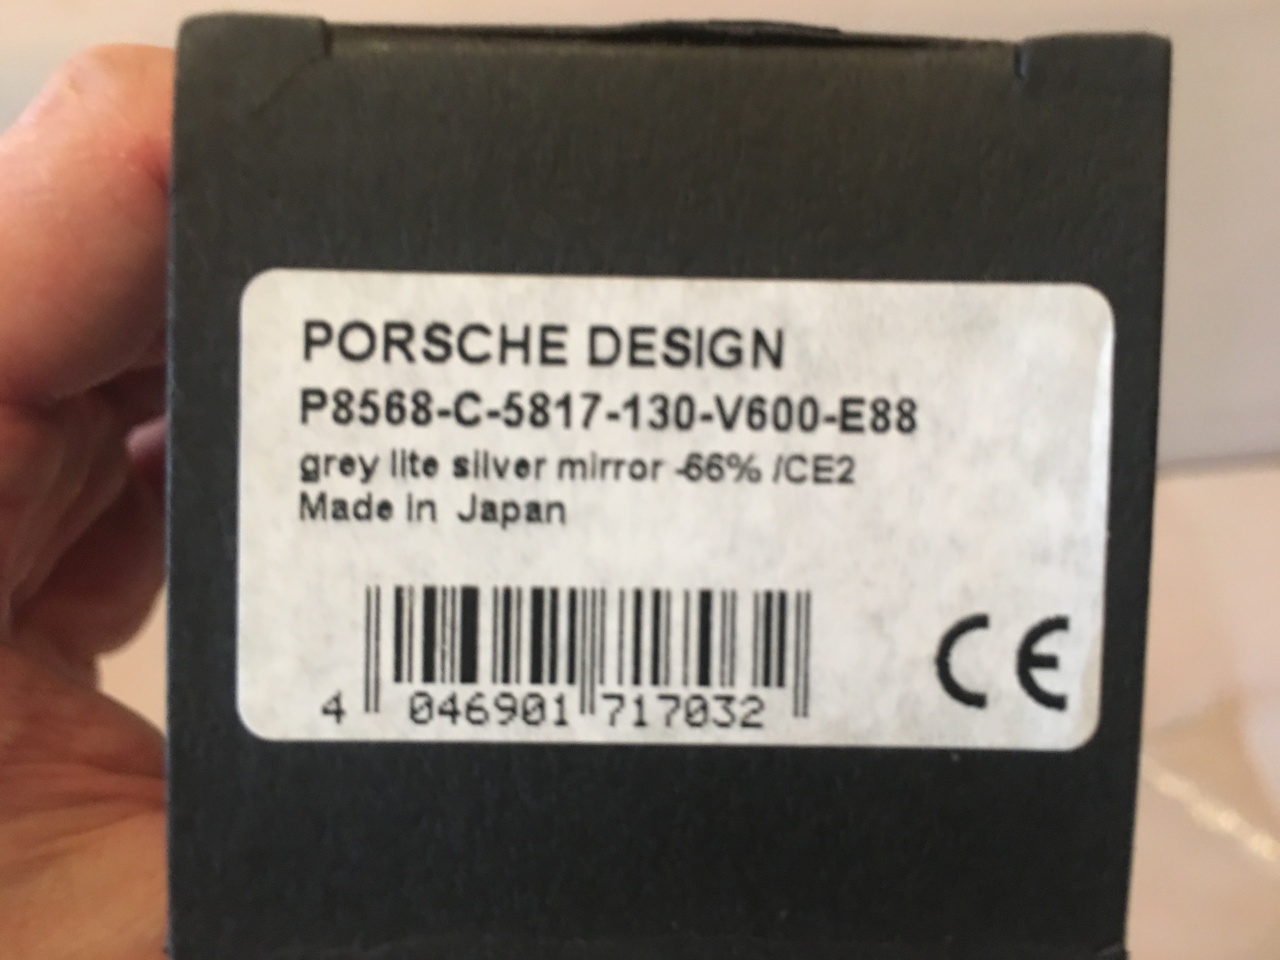 PORSCHE DESIGN
P8568-C-5817-130-V600-E88
grey lite silver mirror -66% /CE2
Made in Japan
4 046901 717032
CE